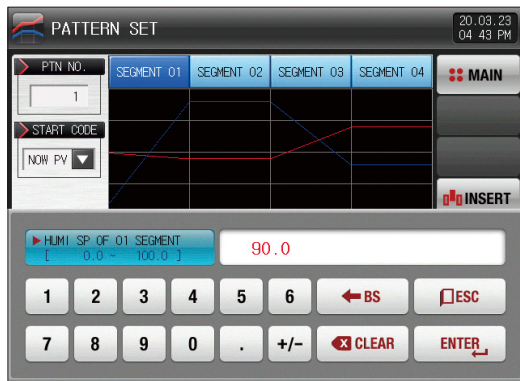 PATTERN SET
20.03.23
04 43 PM
PTN NO.
1
START CODE
NOW PV
SEGMENT 01 SEGMENT 02 SEGMENT 03 SEGMENT 04
MAIN
INSERT
HUMI SP OF 01 SEGMENT
[ 0.0 ~ 100.0 ]
90.0
1 2 3 4 5 6 BS ESC
7 8 9 0 . +/- CLEAR ENTER